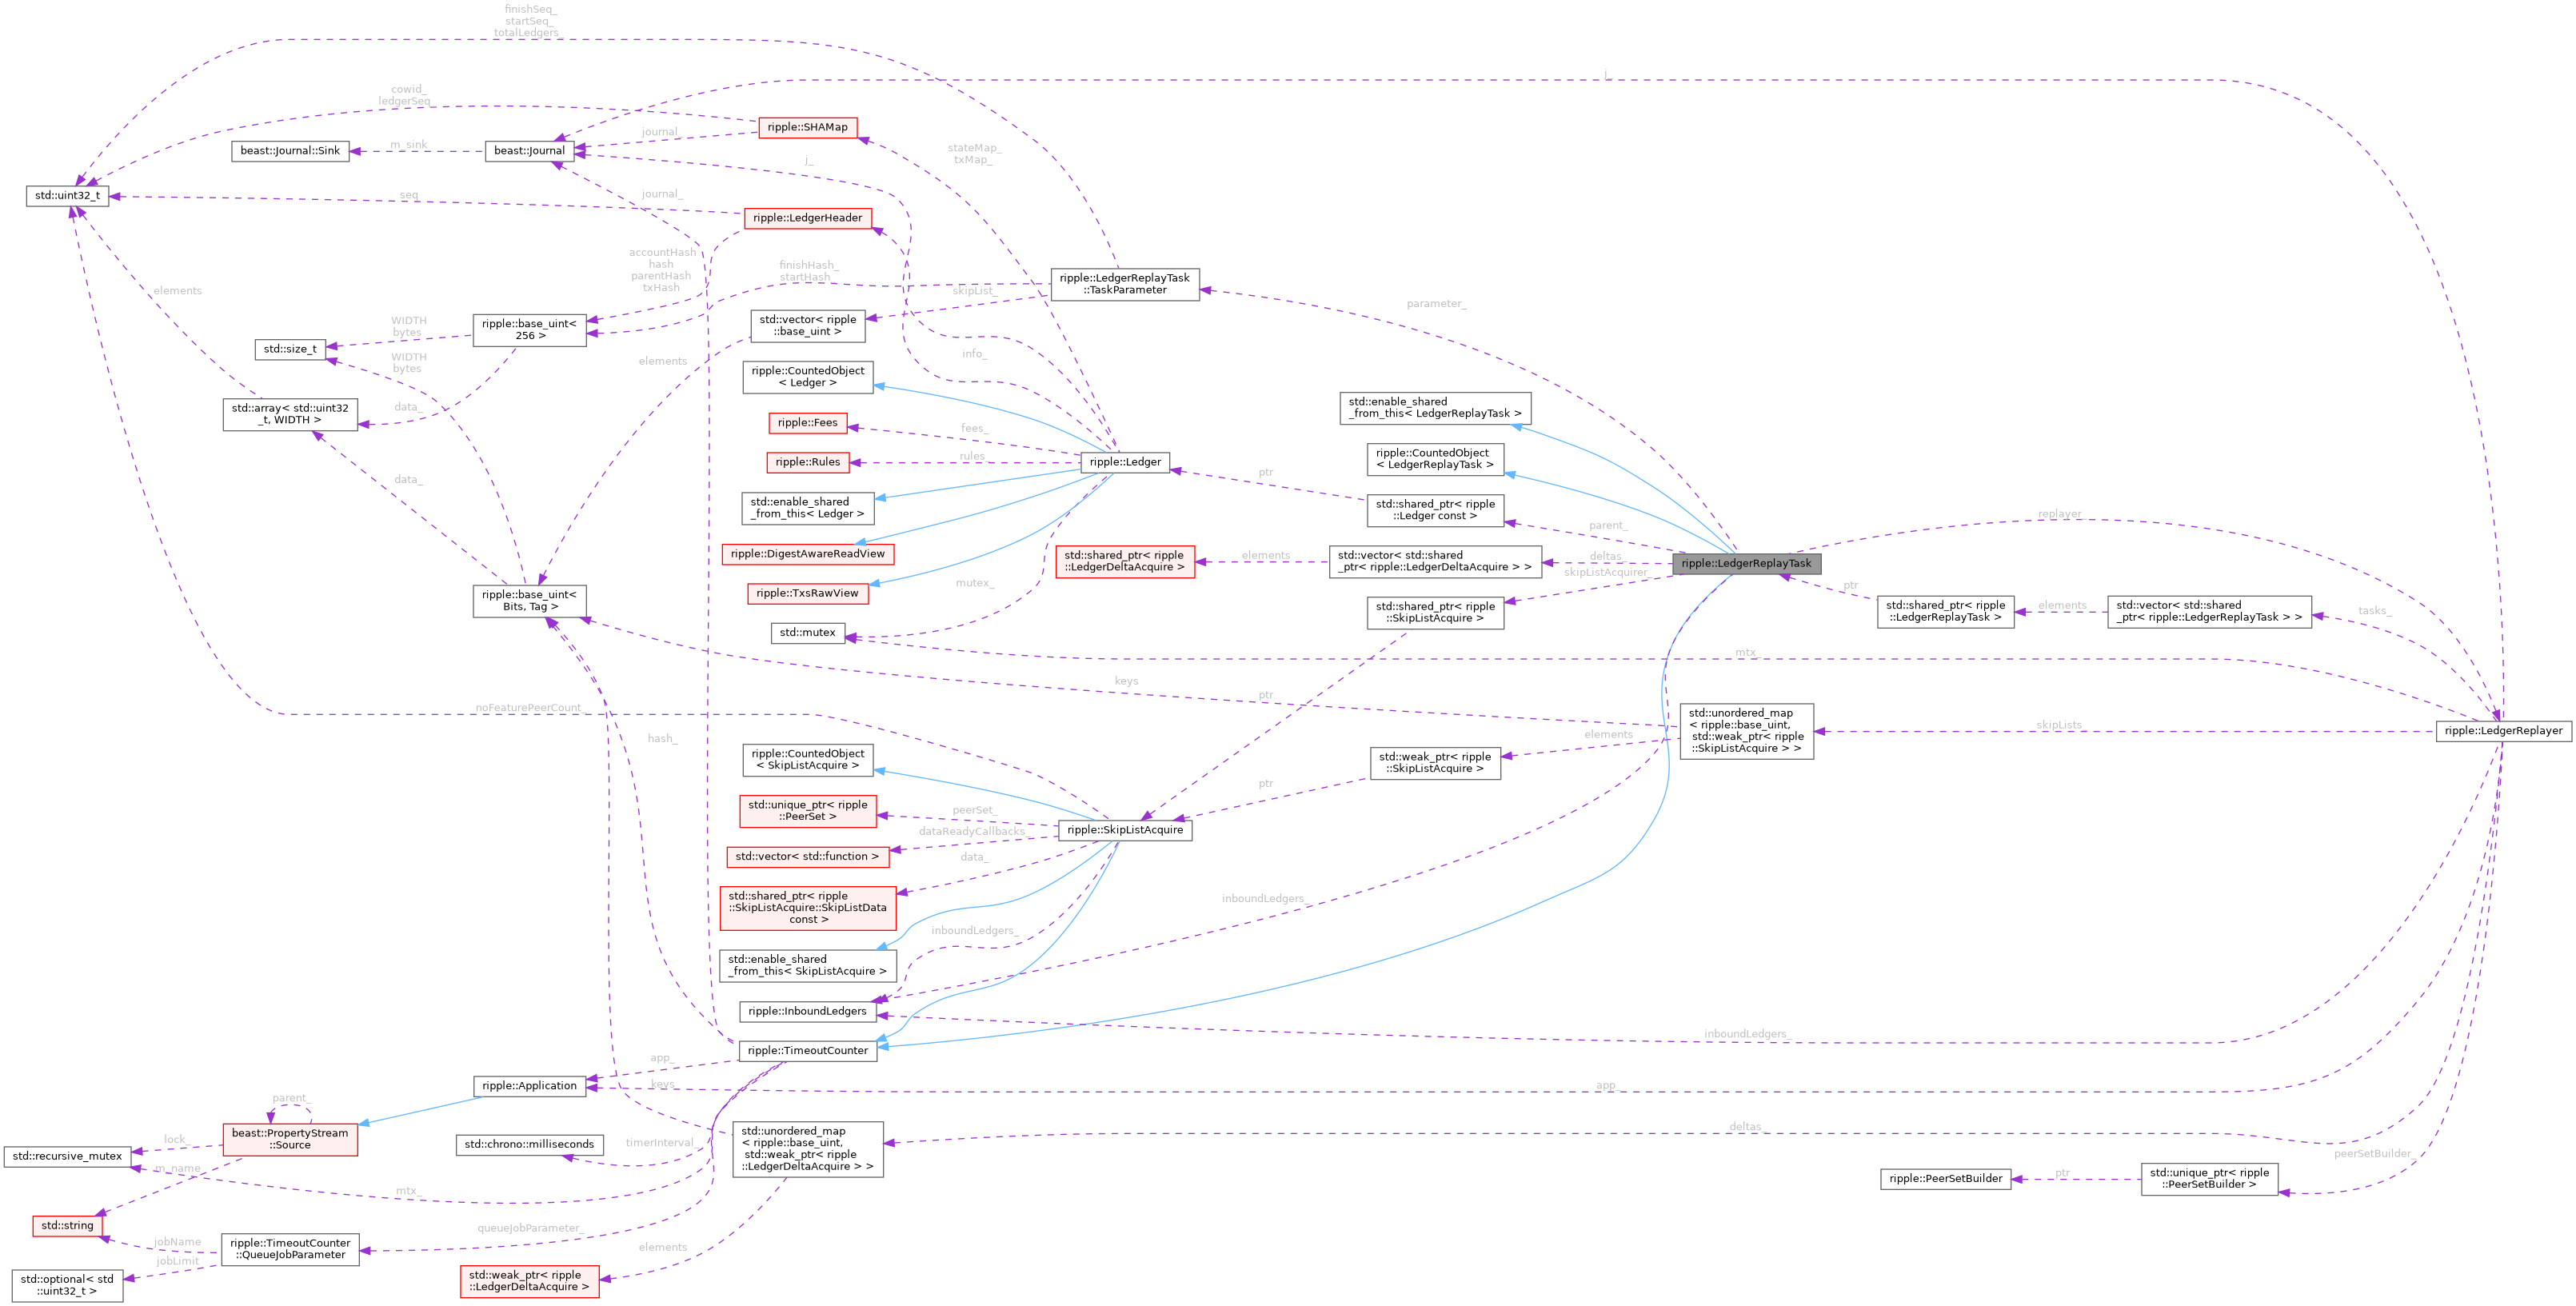 finishSeq_
startSeq_
totalLedgers_
j_
cowid_
ledgerSeq_
ripple::SHAMap
journal_
stateMap_
txMap_
beast::Journal::Sink
m_sink
beast::Journal
j_
std::uint32_t
seq
journal_
ripple::LedgerHeader
accountHash
hash
parentHash
txHash
finishHash_
startHash_
ripple::LedgerReplayTask
::TaskParameter
skipList_
parameter_
elements
WIDTH
bytes
ripple::base_uint<
256 >
std::vector< ripple
::base_uint >
std::size_t
WIDTH
bytes
elements
info_
ripple::CountedObject
< Ledger >
std::array< std::uint32
_t, WIDTH >
data_
ripple::Fees
fees_
std::enable_shared
_from_this< LedgerReplayTask >
ripple::Rules
rules_
ripple::Ledger
ripple::CountedObject
< LedgerReplayTask >
data_
ptr
std::enable_shared
_from_this< Ledger >
std::shared_ptr< ripple
::Ledger const >
parent_
replayer_
ripple::DigestAwareReadView
std::shared_ptr< ripple
::LedgerDeltaAcquire >
elements
std::vector< std::shared
_ptr< ripple::LedgerDeltaAcquire > >
deltas_
skipListAcquirer_
ripple::LedgerReplayTask
ripple::base_uint<
Bits, Tag >
ripple::TxsRawView
mutex_
ptr
std::shared_ptr< ripple
::LedgerReplayTask >
elements
std::vector< std::shared
_ptr< ripple::LedgerReplayTask > >
tasks_
std::shared_ptr< ripple
::SkipListAcquire >
std::mutex
mtx_
keys
ptr
noFeaturePeerCount_
std::unordered_map
< ripple::base_uint,
std::weak_ptr< ripple
::SkipListAcquire > >
skipLists_
ripple::LedgerReplayer
hash_
elements
ripple::CountedObject
< SkipListAcquire >
std::weak_ptr< ripple
::SkipListAcquire >
ptr
std::unique_ptr< ripple
::PeerSet >
peerSet_
dataReadyCallbacks_
ripple::SkipListAcquire
std::vector< std::function >
data_
std::shared_ptr< ripple
::SkipListAcquire::SkipListData
const >
inboundLedgers_
inboundLedgers_
std::enable_shared
_from_this< SkipListAcquire >
ripple::InboundLedgers
inboundLedgers_
ripple::TimeoutCounter
app_
ripple::Application
keys
app_
parent_
beast::PropertyStream
::Source
lock_
std::recursive_mutex
m_name
std::chrono::milliseconds
timerInterval_
std::unordered_map
< ripple::base_uint,
std::weak_ptr< ripple
::LedgerDeltaAcquire > >
deltas_
peerSetBuilder_
mtx_
ripple::PeerSetBuilder
ptr
std::unique_ptr< ripple
::PeerSetBuilder >
std::string
queueJobParameter_
jobName
ripple::TimeoutCounter
::QueueJobParameter
elements
jobLimit
std::optional< std
::uint32_t >
std::weak_ptr< ripple
::LedgerDeltaAcquire >